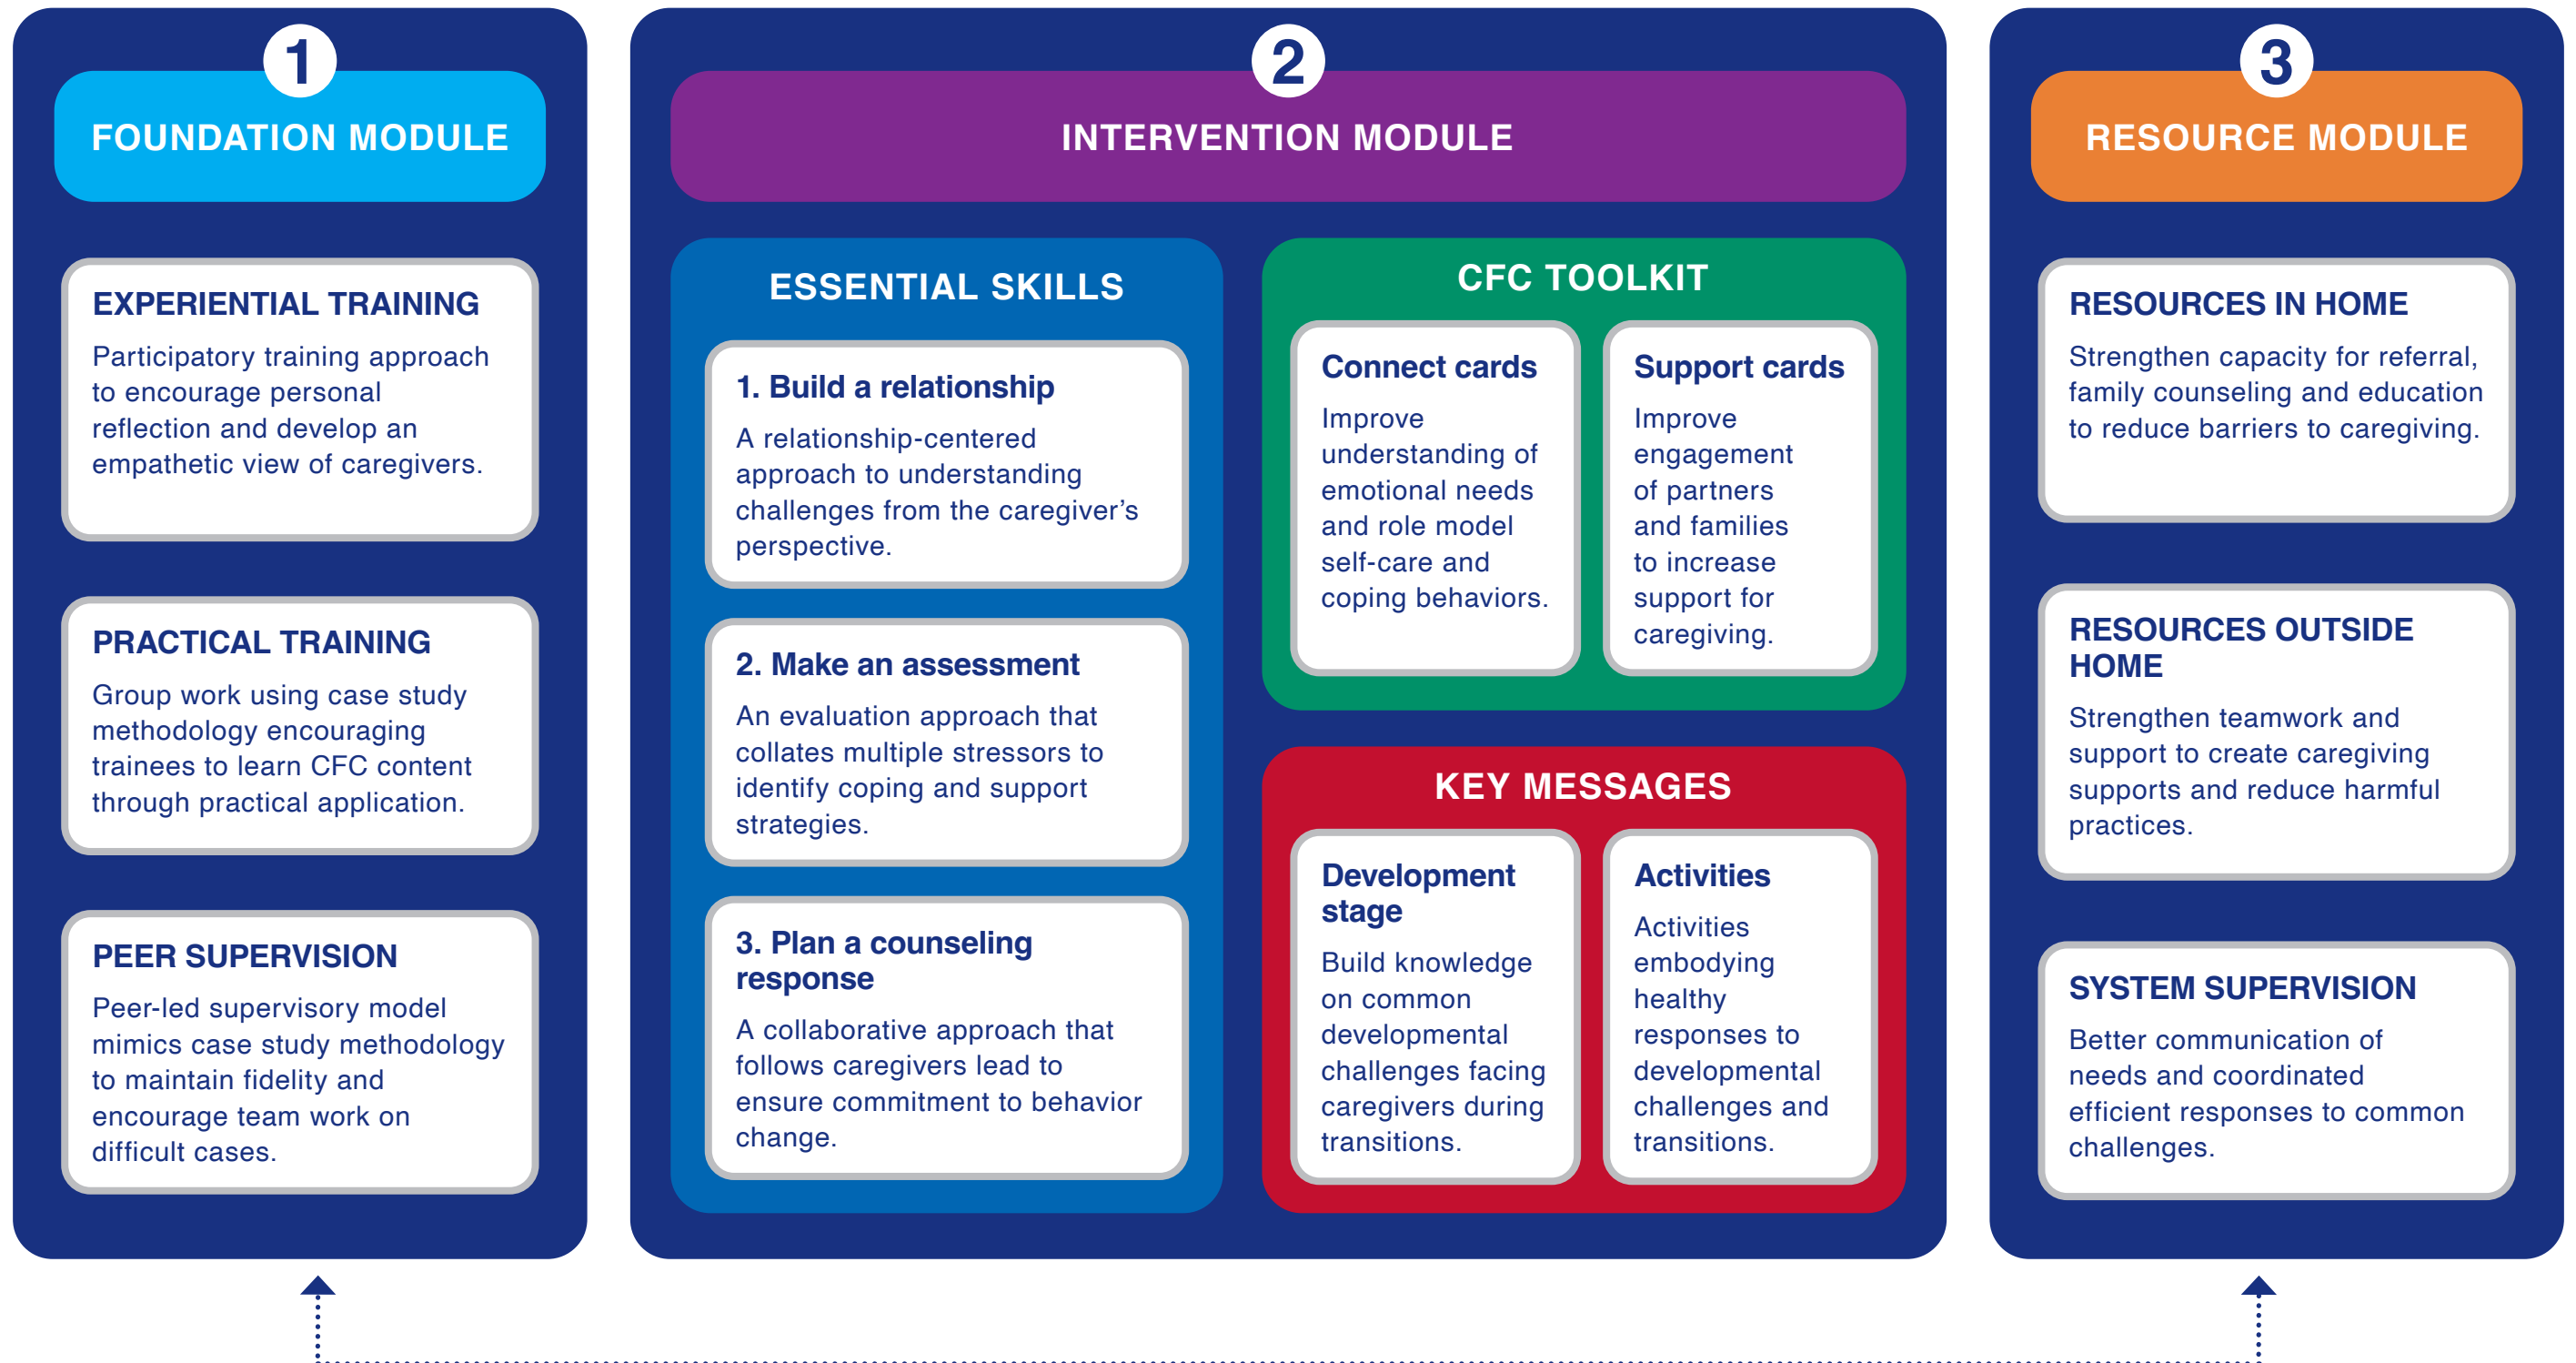 1
FOUNDATION MODULE
EXPERIENTIAL TRAINING
Participatory training approach
to encourage personal
reflection and develop an
empathetic view of caregivers.
PRACTICAL TRAINING
Group work using case study
methodology encouraging
trainees to learn CFC content
through practical application.
PEER SUPERVISION
Peer-led supervisory model
mimics case study methodology
to maintain fidelity and
encourage team work on
difficult cases.
2
INTERVENTION MODULE
ESSENTIAL SKILLS
1. Build a relationship
A relationship-centered
approach to understanding
challenges from the caregiver’s
perspective.
2. Make an assessment
An evaluation approach that
collates multiple stressors to
identify coping and support
strategies.
3. Plan a counseling
response
A collaborative approach that
follows caregivers lead to
ensure commitment to behavior
change.
CFC TOOLKIT
Connect cards
Improve
understanding of
emotional needs
and role model
self-care and
coping behaviors.
Support cards
Improve
engagement
of partners
and families
to increase
support for
caregiving.
KEY MESSAGES
Development
stage
Build knowledge
on common
developmental
challenges facing
caregivers during
transitions.
Activities
Activities
embodying
healthy
responses to
developmental
challenges and
transitions.
3
RESOURCE MODULE
RESOURCES IN HOME
Strengthen capacity for referral,
family counseling and education
to reduce barriers to caregiving.
RESOURCES OUTSIDE
HOME
Strengthen teamwork and
support to create caregiving
supports and reduce harmful
practices.
SYSTEM SUPERVISION
Better communication of
needs and coordinated
efficient responses to common
challenges.